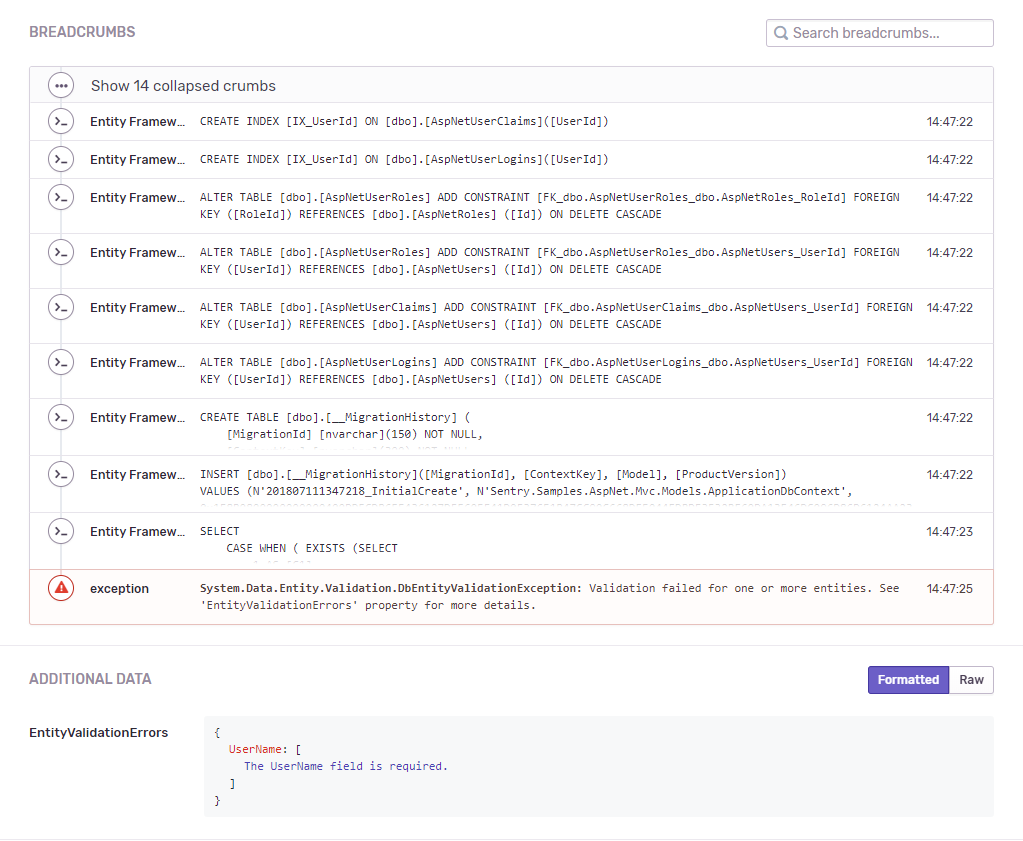 BREADCRUMBS
Search breadcrumbs...
Show 14 collapsed crumbs
Entity Framew... CREATE INDEX [IX_UserId] ON [dbo].[AspNetUserClaims]([UserId]) 14:47:22
Entity Framew... CREATE INDEX [IX_UserId] ON [dbo].[AspNetUserLogins]([UserId]) 14:47:22
Entity Framew... ALTER TABLE [dbo].[AspNetUserRoles] ADD CONSTRAINT [FK_dbo.AspNetUserRoles_dbo.AspNetRoles_RoleId] FOREIGN 14:47:22
KEY ([RoleId]) REFERENCES [dbo].[AspNetRoles] ([Id]) ON DELETE CASCADE
Entity Framew... ALTER TABLE [dbo].[AspNetUserRoles] ADD CONSTRAINT [FK_dbo.AspNetUserRoles_dbo.AspNetUsers_UserId] FOREIGN 14:47:22
KEY ([UserId]) REFERENCES [dbo].[AspNetUsers] ([Id]) ON DELETE CASCADE
Entity Framew... ALTER TABLE [dbo].[AspNetUserClaims] ADD CONSTRAINT [FK_dbo.AspNetUserClaims_dbo.AspNetUsers_UserId] FOREIGN 14:47:22
KEY ([UserId]) REFERENCES [dbo].[AspNetUsers] ([Id]) ON DELETE CASCADE
Entity Framew... ALTER TABLE [dbo].[AspNetUserLogins] ADD CONSTRAINT [FK_dbo.AspNetUserLogins_dbo.AspNetUsers_UserId] FOREIGN 14:47:22
KEY ([UserId]) REFERENCES [dbo].[AspNetUsers] ([Id]) ON DELETE CASCADE
Entity Framew... CREATE TABLE [dbo].[__MigrationHistory] ( 14:47:22
[MigrationId] [nvarchar](150) NOT NULL,
Entity Framew... INSERT [dbo].[__MigrationHistory]([MigrationId], [ContextKey], [Model], [ProductVersion]) 14:47:22
VALUES (N'201807111347218_InitialCreate', N'Sentry.Samples.AspNet.Mvc.Models.ApplicationDbContext',
Entity Framew... SELECT 14:47:23
CASE WHEN ( EXISTS (SELECT
exception System.Data.Entity.Validation.DbEntityValidationException: Validation failed for one or more entities. See 14:47:25
'EntityValidationErrors' property for more details.
ADDITIONAL DATA
Formatted Raw
EntityValidationErrors {
UserName: [
The UserName field is required.
]
}